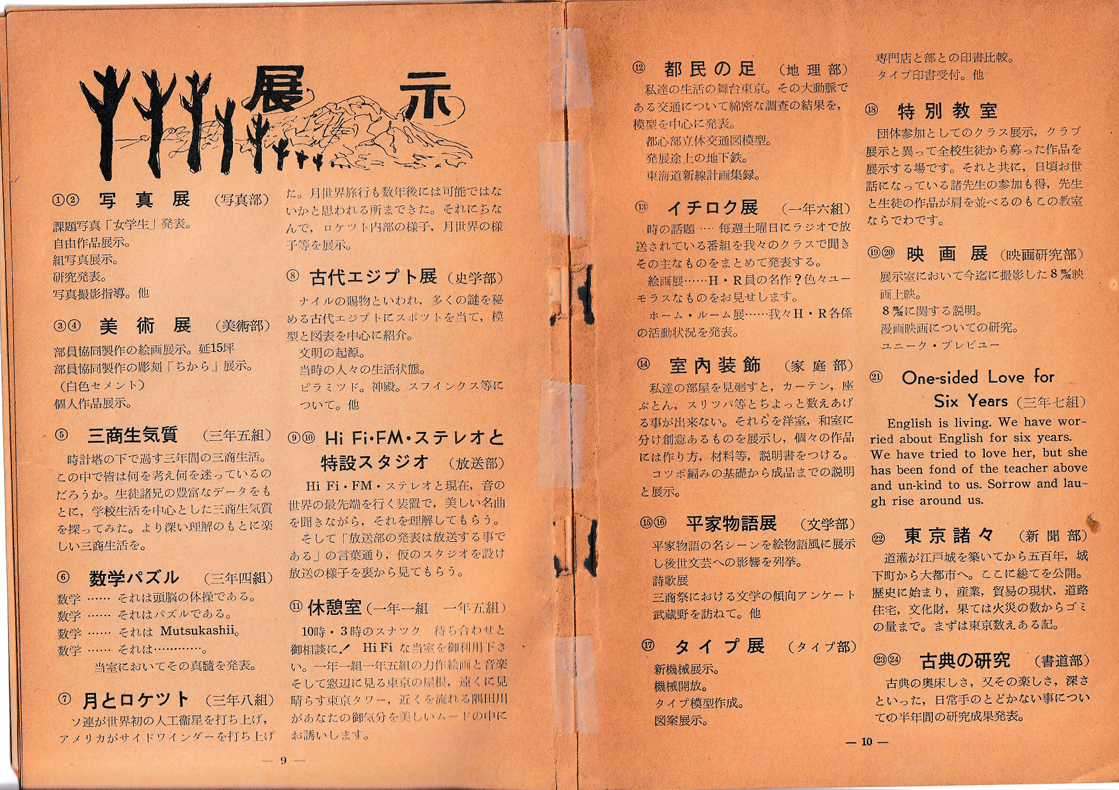 展示
①② 写真展 (写真部)
課題写真「女学生」発表。
自由作品展示。
組写真展示。
研究発表。
写真撮影指導。他
③④ 美術展 (美術部)
部員協同製作の絵画展示。延15坪
部員協同製作の彫刻「ちから」展示。
(白色セメント)
個人作品展示。
⑤ 三商生気質 (三年五組)
時計塔の下で過す三年間の三商生活。
この中で皆は何を考え何を迷っているの
だろうか。生徒諸兄の豊富なデータをも
とに、学校生活を中心とした三商生気質
を探ってみた。より深い理解のもとに楽
しい三商生活を。
⑥ 数学パズル (三年四組)
数学 …… それは頭脳の休操である。
数学 …… それはパズルである。
数学 …… それは Mutsukashii。
数学 …… それは…………。
当室においてその真髄を発表。
⑦ 月とロケツト (三年八組)
ソ連が世界初の人工衛星を打ち上げ,
アメリカがサイドワインダーを打ち上げ
た。月世界旅行も数年後には可能ではな
いかと思われる所まできた。それにちな
んで,ロケツト内部の様子,月世界の様
子等を展示。
⑧ 古代エジプト展 (史学部)
ナイルの賜物といわれ,多くの謎を秘
める古代エジプトにスポツトを当て,模
型と図表を中心に紹介。
文明の起源。
当時の人々の生活状態。
ピラミツド。神殿。スフインクス等に
ついて。他
⑨⑩ Hi Fi・FM・ステレオと
特設スタジオ (放送部)
Hi Fi・FM・ステレオと現在,音の
世界の最先端を行く装置で,美しい名曲
を聞きながら,それを理解してもらう。
そして「放送部の発表は放送する事で
ある」の言葉通り,仮のスタジオを設け
放送の様子を裏から見てもらう。
⑪ 休憩室 (一年一組 一年五組)
10時・3時のスナツク 待ち合わせと
御相談に! HiFi な当室を御利用下さ
い。一年一組一年五組の力作絵画と音楽
そして窓辺に見る東京の屋根,遠くに見
晴らす東京タワー,近くを流れる隅田川
があなたの御気分を美しいムードの中に
お誘いします。
— 9 —
⑫ 都民の足 (地理部)
私達の生活の舞台東京。その大動脈で
ある交通について綿密な調査の結果を,
模型を中心に発表。
都心部立体交通図模型。
発展途上の地下鉄。
東海道新線計画集録。
⑬ イチロク展 (一年六組)
時の話題 …… 毎週土曜日にラジオで放
送されている番組を我々のクラスで聞き
その主なものをまとめて発表する。
絵画展……H・R員の名作?色々ユー
モラスなものをお見せします。
ホーム・ルーム展……我々H・R各係
の活動状況を発表。
⑭ 室内装飾 (家庭部)
私達の部屋を見廻すと,カーテン,座
ぶとん,スリツパ等とちょっと数えあげ
る事が出来ない。それらを洋室,和室に
分け創意あるものを展示し,個々の作品
には作り方,材料等,説明書をつける。
コツボ編みの基礎から成品までの説明
と展示。
⑮⑯ 平家物語展 (文学部)
平家物語の名シーンを絵物語風に展示
し後世文芸への影響を列挙。
詩歌展
三商祭における文学の傾向アンケート
武蔵野を訪ねて。他
⑰ タイプ展 (タイプ部)
新機械展示。
機械開放。
タイプ模型作成。
図案展示。
専門店と部との印書比較。
タイプ印書受付。他
⑱ 特別教室
団体参加としてのクラス展示,クラブ
展示と異って全校生徒から募った作品を
展示する場です。それと共に,日頃お世
話になっている諸先生の参加も得,先生
と生徒の作品が肩を並べるのもこの教室
ならでわです。
⑲⑳ 映画展 (映画研究部)
展示室において今迄に撮影した8㎜映
画上映。
8㎜に関する説明。
漫画映画についての研究。
ユニーク・プレビユー
㉑ One-sided Love for
Six Years (三年七組)
English is living. We have wor-
ried about English for six years.
We have tried to love her, but she
has been fond of the teacher above
and un-kind to us. Sorrow and lau-
gh rise around us.
㉒ 東京諸々 (新聞部)
道灌が江戸城を築いてから五百年,城
下町から大都市へ。ここに総てを公開。
歴史に始まり,産業,貿易の現状,道路
住宅,文化財,果ては火災の数からゴミ
の量まで。まずは東京数えある記。
㉓㉔ 古典の研究 (書道部)
古典の奥床しさ,又その楽しさ,深さ
といった,日常手のとどかない事につい
ての半年間の研究成果発表。
— 10 —